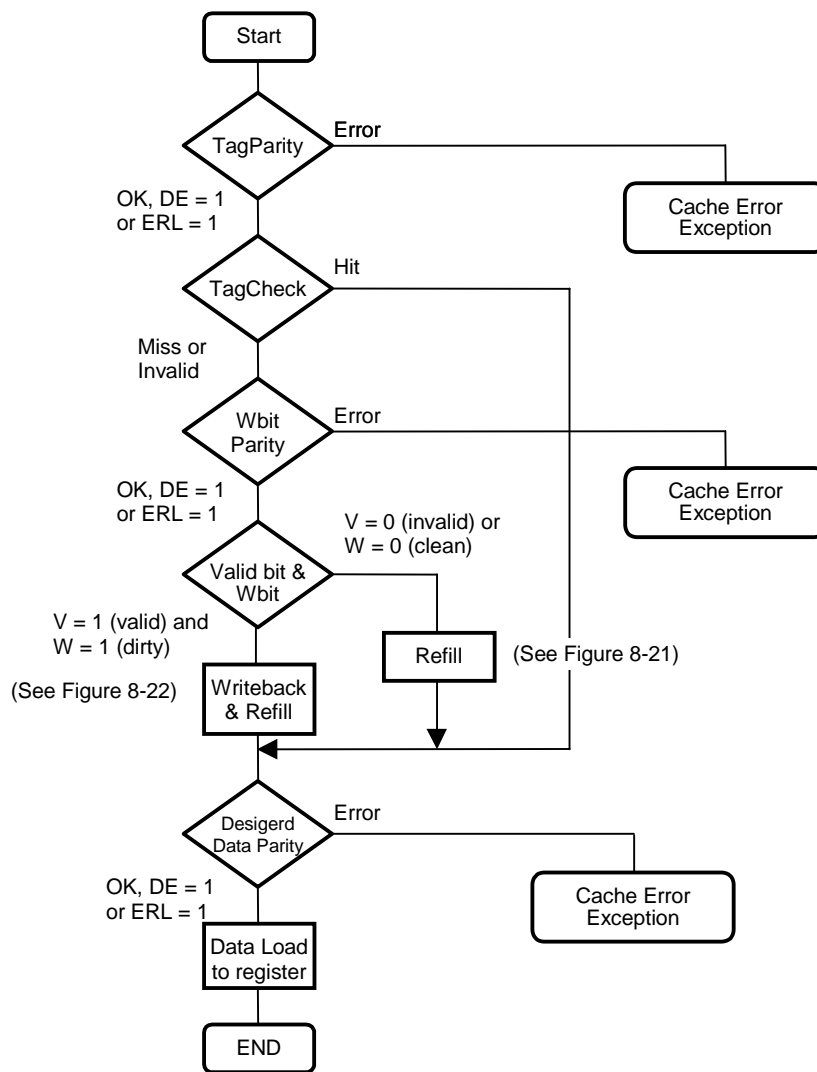 Start
TagParity
Error
Cache Error
Exception
OK, DE = 1
or ERL = 1
TagCheck
Hit
Miss or
Invalid
Wbit
Parity
Error
Cache Error
Exception
OK, DE = 1
or ERL = 1
V = 0 (invalid) or
W = 0 (clean)
Valid bit &
Wbit
V = 1 (valid) and
W = 1 (dirty)
Refill
(See Figure 8-21)
(See Figure 8-22)
Writeback
& Refill
Desigerd
Data Parity
Error
Cache Error
Exception
OK, DE = 1
or ERL = 1
Data Load
to register
END